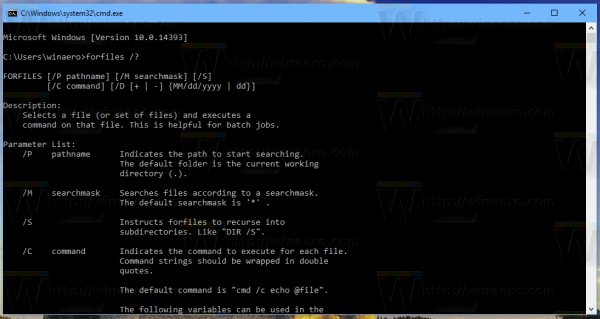 C:\Windows\system32\cmd.exe
Microsoft Windows [Version 10.0.14393]
C:\Users\winaero>forfiles /?
FORFILES [/P pathname] [/M searchmask] [/S]
[/C command] [/D [+ | -] {MM/dd/yyyy | dd}]
Description:
Selects a file (or set of files) and executes a
command on that file. This is helpful for batch jobs.
Parameter List:
/P pathname Indicates the path to start searching.
The default folder is the current working
directory (.).
/M searchmask Searches files according to a searchmask.
The default searchmask is '*' .
/S Instructs forfiles to recurse into
subdirectories. Like "DIR /S".
/C command Indicates the command to execute for each file.
Command strings should be wrapped in double
quotes.
The default command is "cmd /c echo @file".
The following variables can be used in the
http://winaero.com